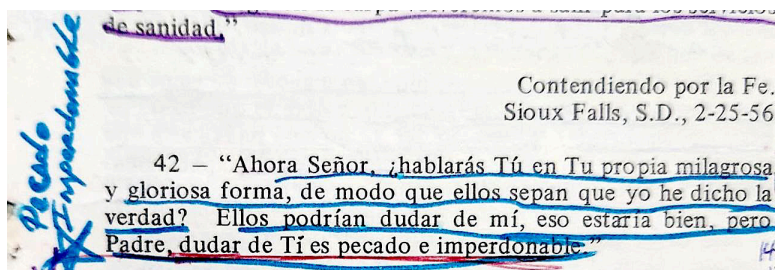 de sanidad."
Contendiendo por la Fe.
Sioux Falls, S.D., 2-25-56
42 – "Ahora Señor, ¿hablarás Tú en Tu propia milagrosa
y gloriosa forma, de modo que ellos sepan que yo he dicho la
verdad? Ellos podrían dudar de mí, eso estaría bien, pero
Padre, dudar de Tí es pecado e imperdonable."
Pecado
Imperdonable